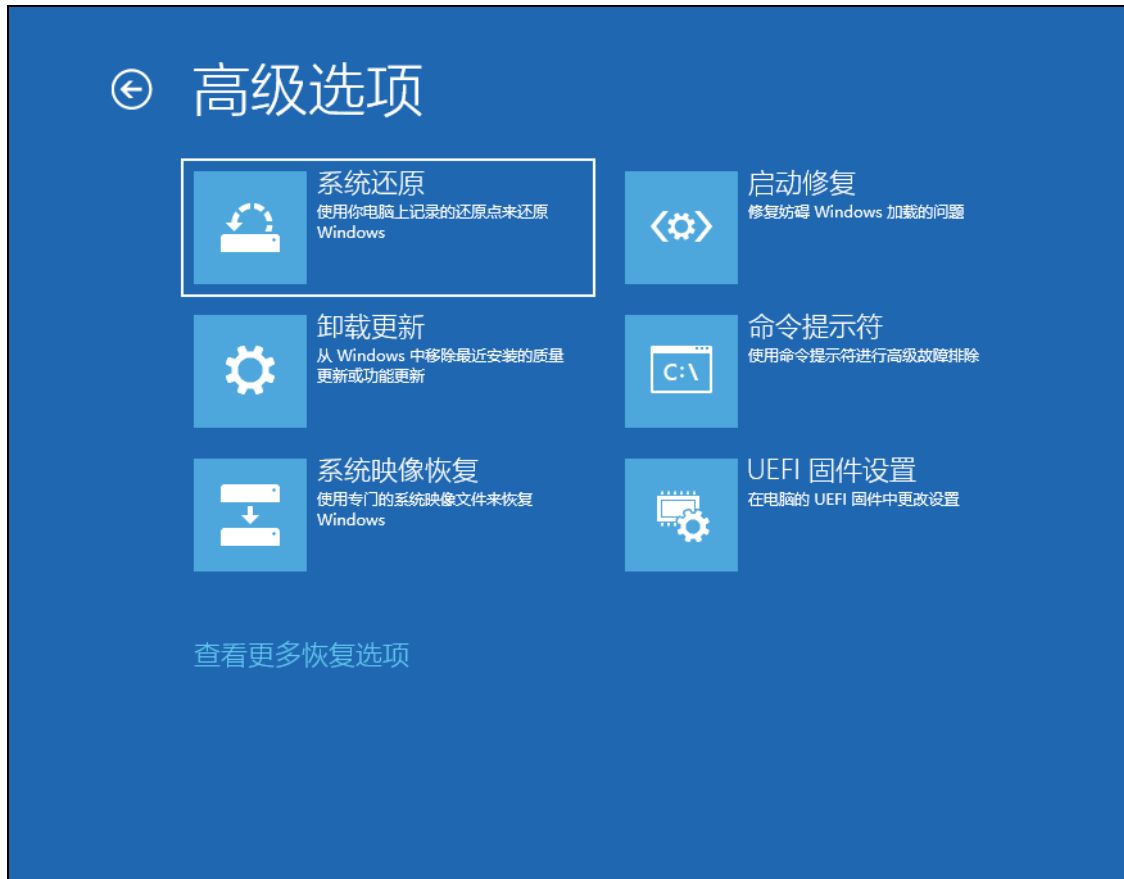 高级选项
系统还原
使用你电脑上记录的还原点来还原
Windows
启动修复
修复妨碍 Windows 加载的问题
卸载更新
从 Windows 中移除最近安装的质量
更新或功能更新
命令提示符
使用命令提示符进行高级故障排除
C:\
系统映像恢复
使用专门的系统映像文件来恢复
Windows
UEFI 固件设置
在电脑的 UEFI 固件中更改设置
查看更多恢复选项